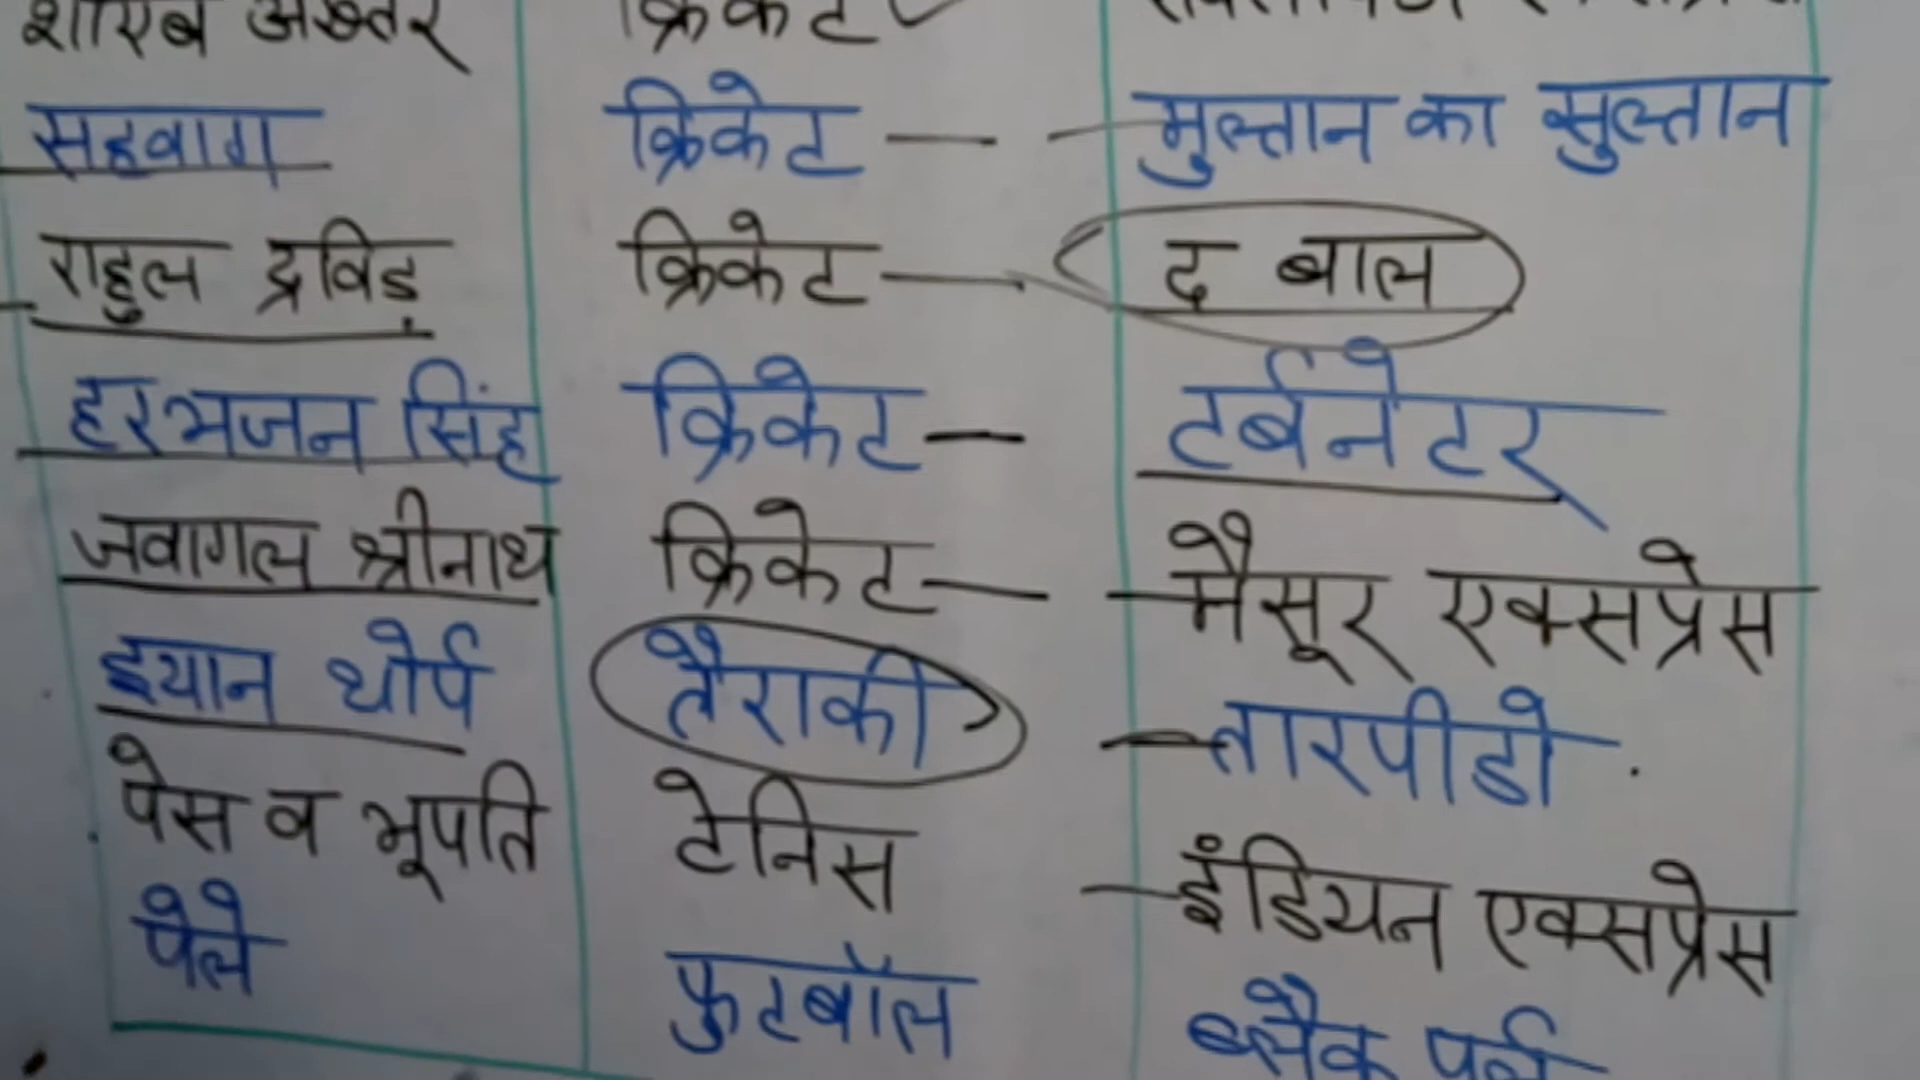 शोएब अख्तर क्रिकेट
सहवाग क्रिकेट — — मुल्तान का सुल्तान
राहुल द्रविड़ क्रिकेट — द बाल
हरभजन सिंह क्रिकेट — टर्बनेटर
जवागल श्रीनाथ क्रिकेट — — मैसूर एक्सप्रेस
इयान थोर्प तैराकी — तारपीडो
पेस व भूपति टेनिस — इंडियन एक्सप्रेस
पेले फुटबॉल ब्लैक पर्ल